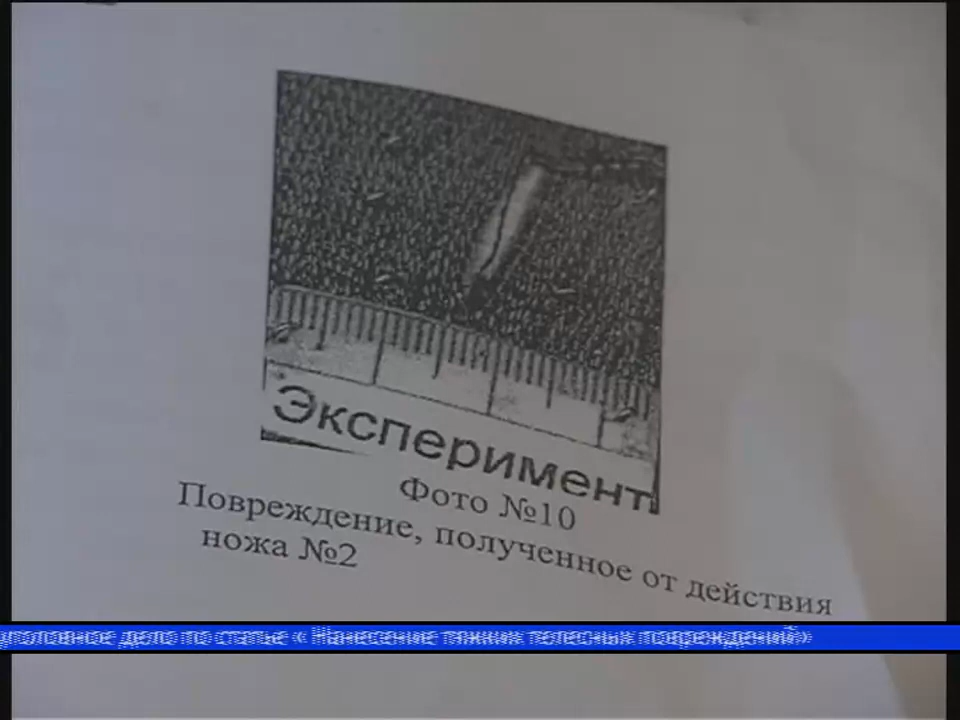 Эксперимент
Фото №10
Повреждение, полученное от действия
ножа №2
уголовное дело по статье « Нанесение тяжких телесных повреждений»